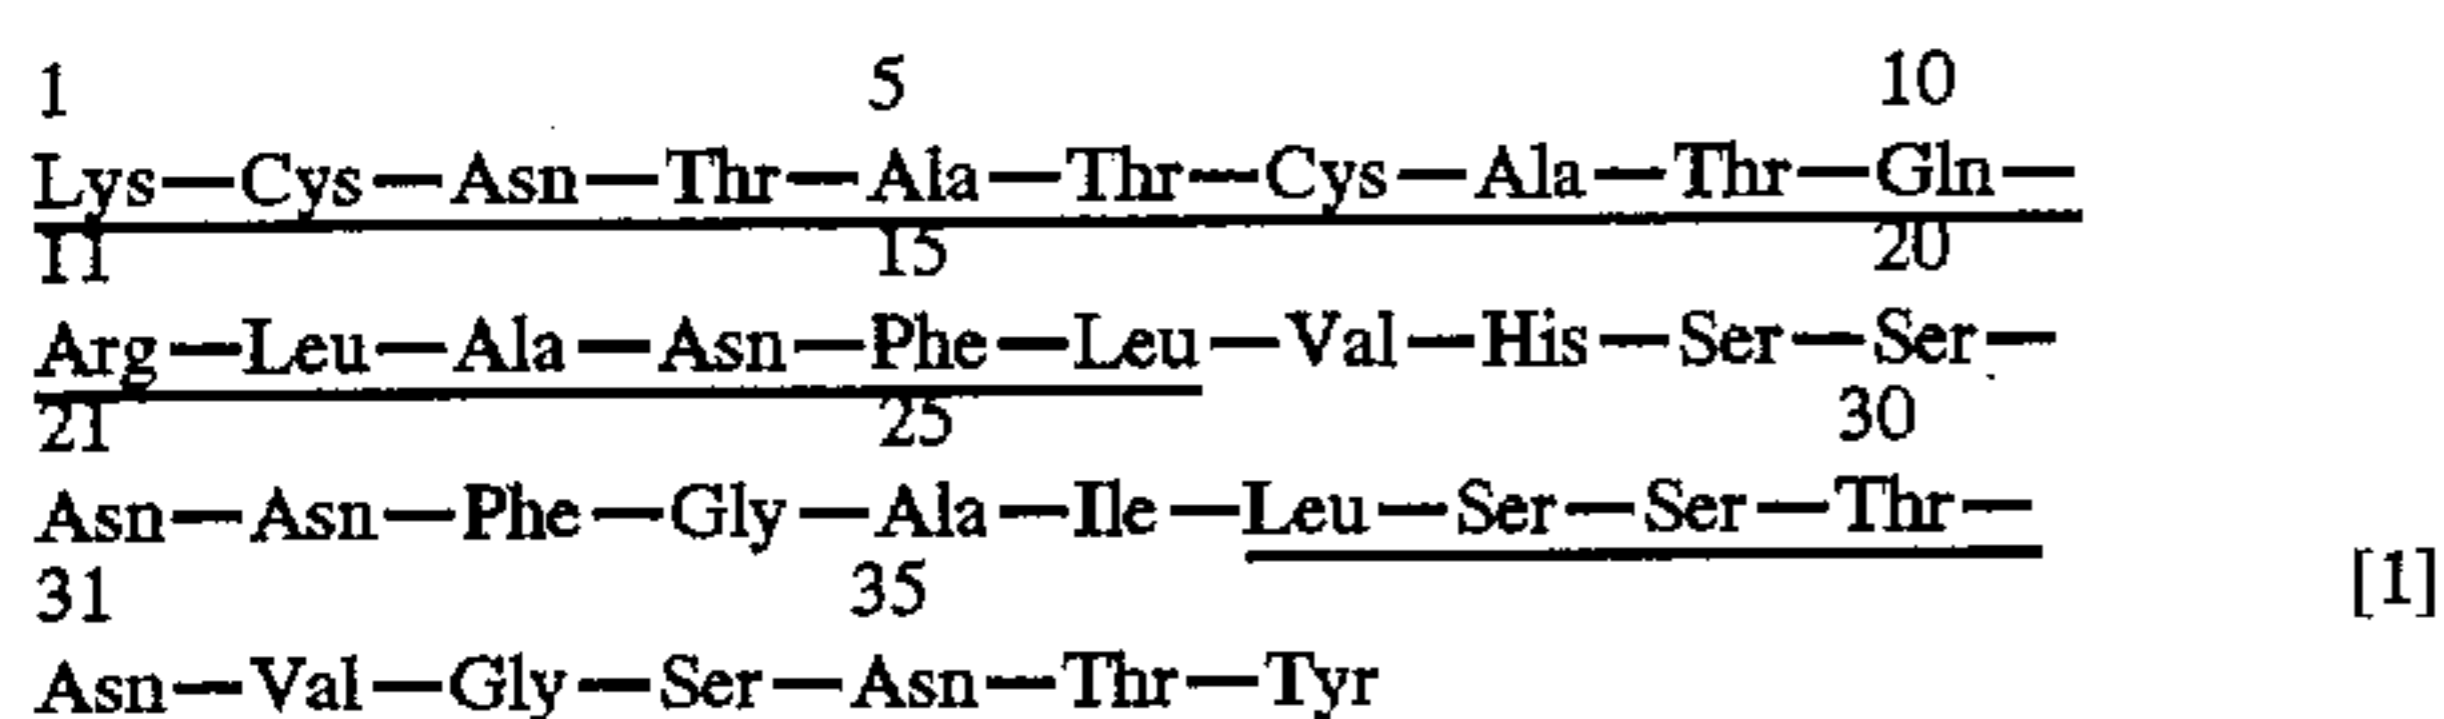 1 5 10
Lys—Cys—Asn—Thr—Ala—Thr—Cys—Ala—Thr—Gln—
11 15 20
Arg—Leu—Ala—Asn—Phe—Leu—Val—His—Ser—Ser—
21 25 30
Asn—Asn—Phe—Gly—Ala—Ile—Leu—Ser—Ser—Thr—
[1]
31 35
Asn—Val—Gly—Ser—Asn—Thr—Tyr